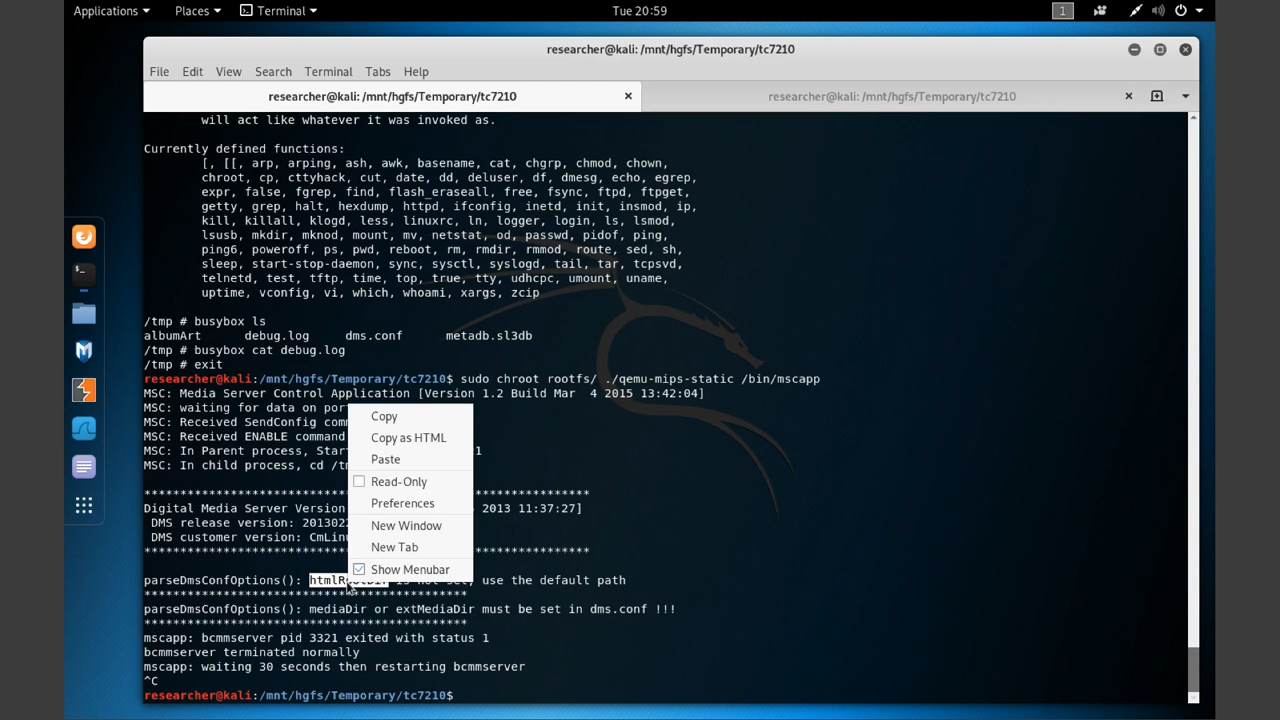 Applications Places Terminal Tue 20:59 1
researcher@kali: /mnt/hgfs/Temporary/tc7210
File Edit View Search Terminal Tabs Help
researcher@kali: /mnt/hgfs/Temporary/tc7210 researcher@kali: /mnt/hgfs/Temporary/tc7210
will act like whatever it was invoked as.
Currently defined functions:
[, [[, arp, arping, ash, awk, basename, cat, chgrp, chmod, chown,
chroot, cp, cttyhack, cut, date, dd, deluser, df, dmesg, echo, egrep,
expr, false, fgrep, find, flash_eraseall, free, fsync, ftpd, ftpget,
getty, grep, halt, hexdump, httpd, ifconfig, inetd, init, insmod, ip,
kill, killall, klogd, less, linuxrc, ln, logger, login, ls, lsmod,
lsusb, mkdir, mknod, mount, mv, netstat, od, passwd, pidof, ping,
ping6, poweroff, ps, pwd, reboot, rm, rmdir, rmmod, route, sed, sh,
sleep, start-stop-daemon, sync, sysctl, syslogd, tail, tar, tcpsvd,
telnetd, test, tftp, time, top, true, tty, udhcpc, umount, uname,
uptime, vconfig, vi, which, whoami, xargs, zcip
/tmp # busybox ls
albumArt debug.log dms.conf metadb.sl3db
/tmp # busybox cat debug.log
/tmp # exit
researcher@kali:/mnt/hgfs/Temporary/tc7210$ sudo chroot rootfs/ ./qemu-mips-static /bin/mscapp
MSC: Media Server Control Application [Version 1.2 Build Mar 4 2015 13:42:04]
MSC: waiting for data on por
MSC: Received SendConfig com
MSC: Received ENABLE command
MSC: In Parent process, Star 1
MSC: In child process, cd /t
**************************************************************
Digital Media Server Version 2013 11:37:27]
DMS release version: 2013022
DMS customer version: CmLin
**************************************************************
parseDmsConfOptions(): htmlRootDir is not set, use the default path
*********************************************
parseDmsConfOptions(): mediaDir or extMediaDir must be set in dms.conf !!!
*********************************************
mscapp: bcmmserver pid 3321 exited with status 1
bcmmserver terminated normally
mscapp: waiting 30 seconds then restarting bcmmserver
^C
researcher@kali:/mnt/hgfs/Temporary/tc7210$
Copy
Copy as HTML
Paste
Read-Only
Preferences
New Window
New Tab
Show Menubar